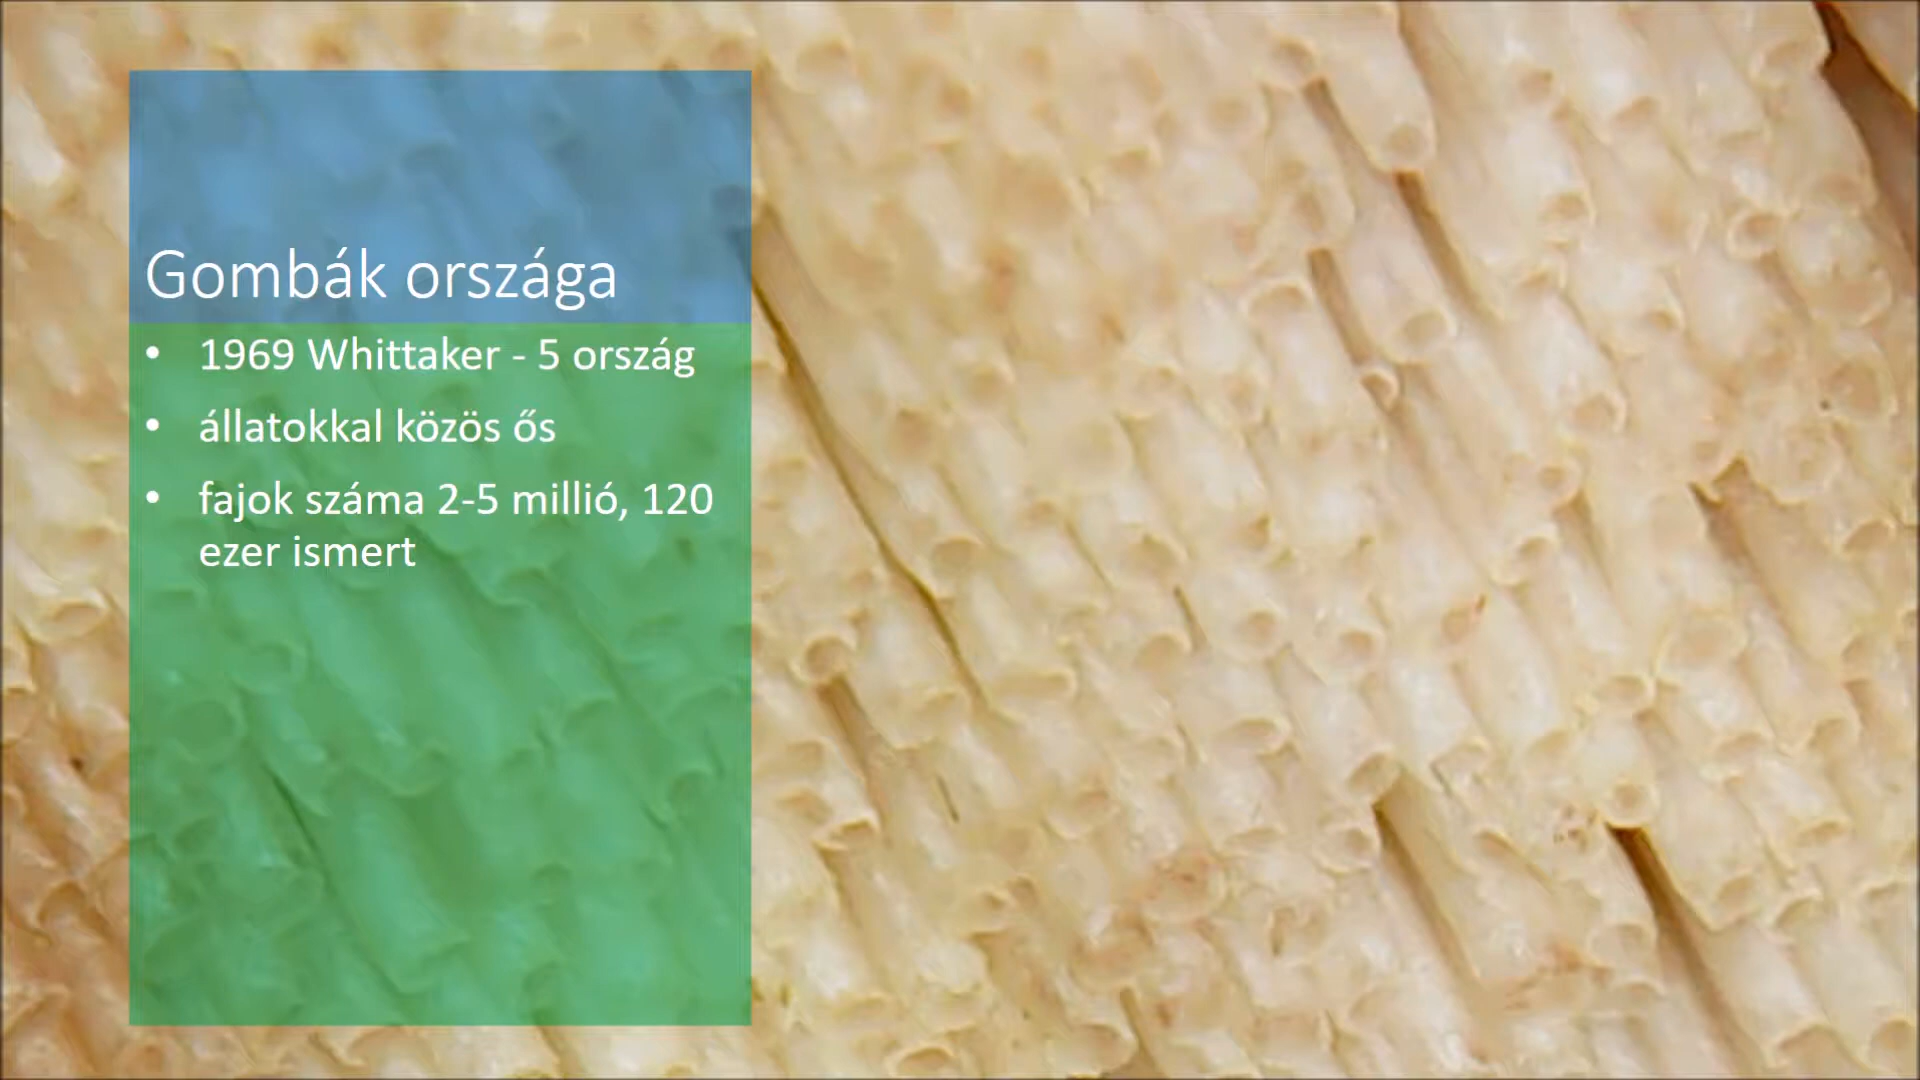 Gombák országa
• 1969 Whittaker - 5 ország
• állatokkal közös ős
• fajok száma 2-5 millió, 120
ezer ismert